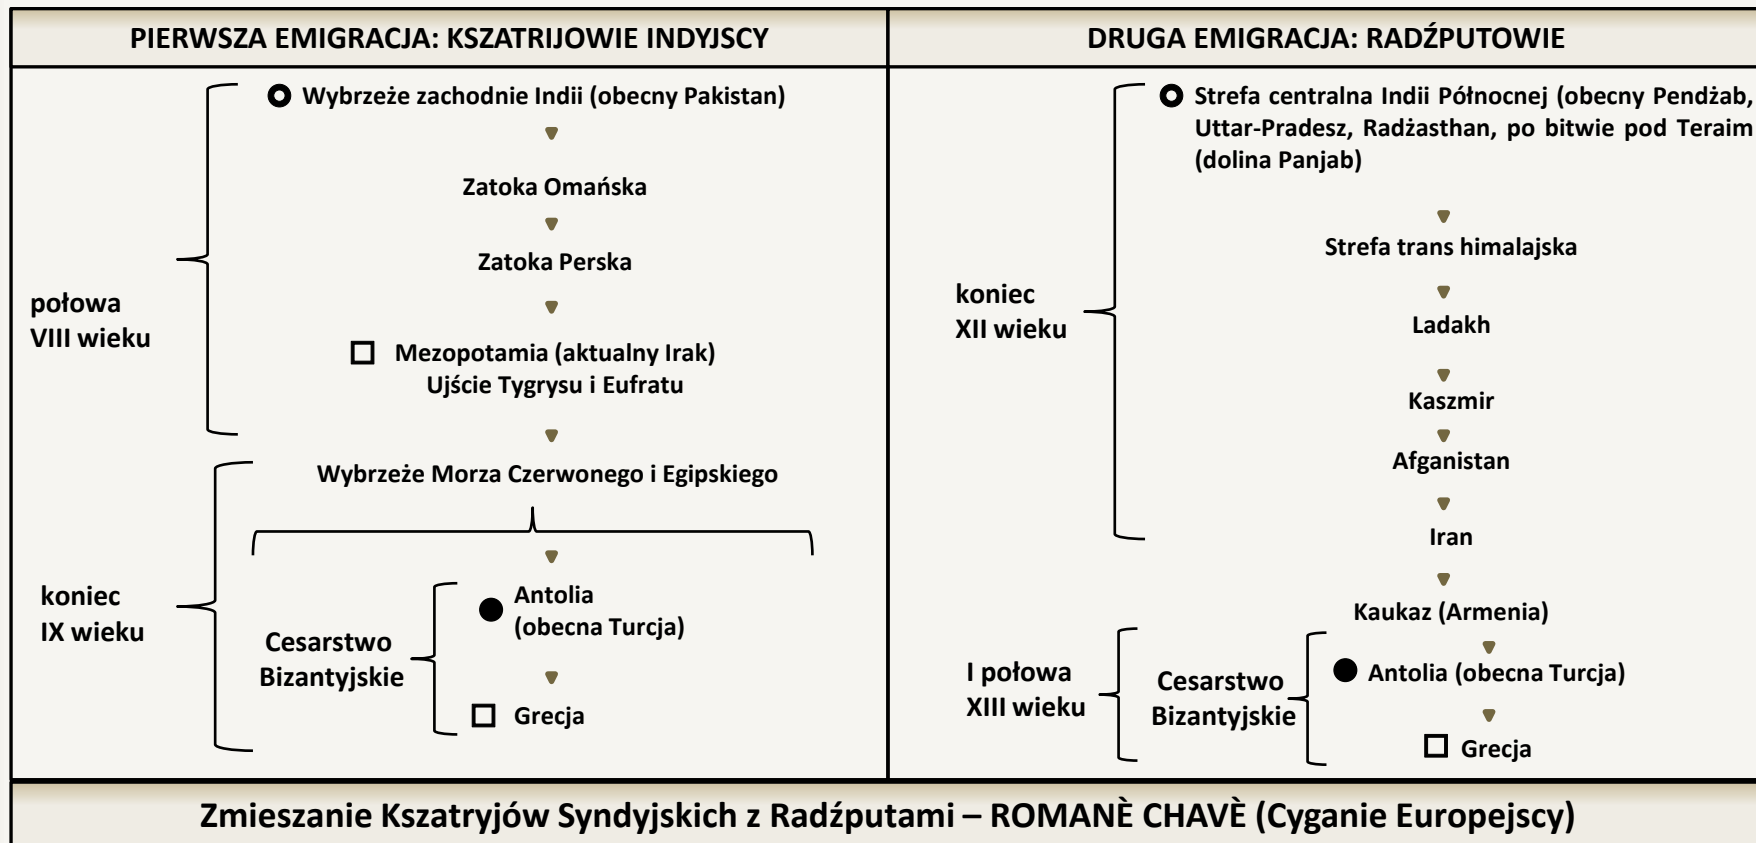 PIERWSZA EMIGRACJA: KSZATRIJOWIE INDYJSCY
Wybrzeże zachodnie Indii (obecny Pakistan)
Zatoka Omańska
Zatoka Perska
połowa
VIII wieku
Mezopotamia (aktualny Irak)
Ujście Tygrysu i Eufratu
Wybrzeże Morza Czerwonego i Egipskiego
koniec
IX wieku
Cesarstwo
Bizantyjskie
Antolia
(obecna Turcja)
Grecja
DRUGA EMIGRACJA: RADŹPUTOWIE
Strefa centralna Indii Północnej (obecny Pendżab,
Uttar-Pradesz, Radżasthan, po bitwie pod Teraim
(dolina Panjab)
Strefa trans himalajska
koniec
XII wieku
Ladakh
Kaszmir
Afganistan
Iran
Kaukaz (Armenia)
I połowa
XIII wieku
Cesarstwo
Bizantyjskie
Antolia (obecna Turcja)
Grecja
Zmieszanie Kszatryjów Syndyjskich z Radźputami – ROMANÈ CHAVÈ (Cyganie Europejscy)